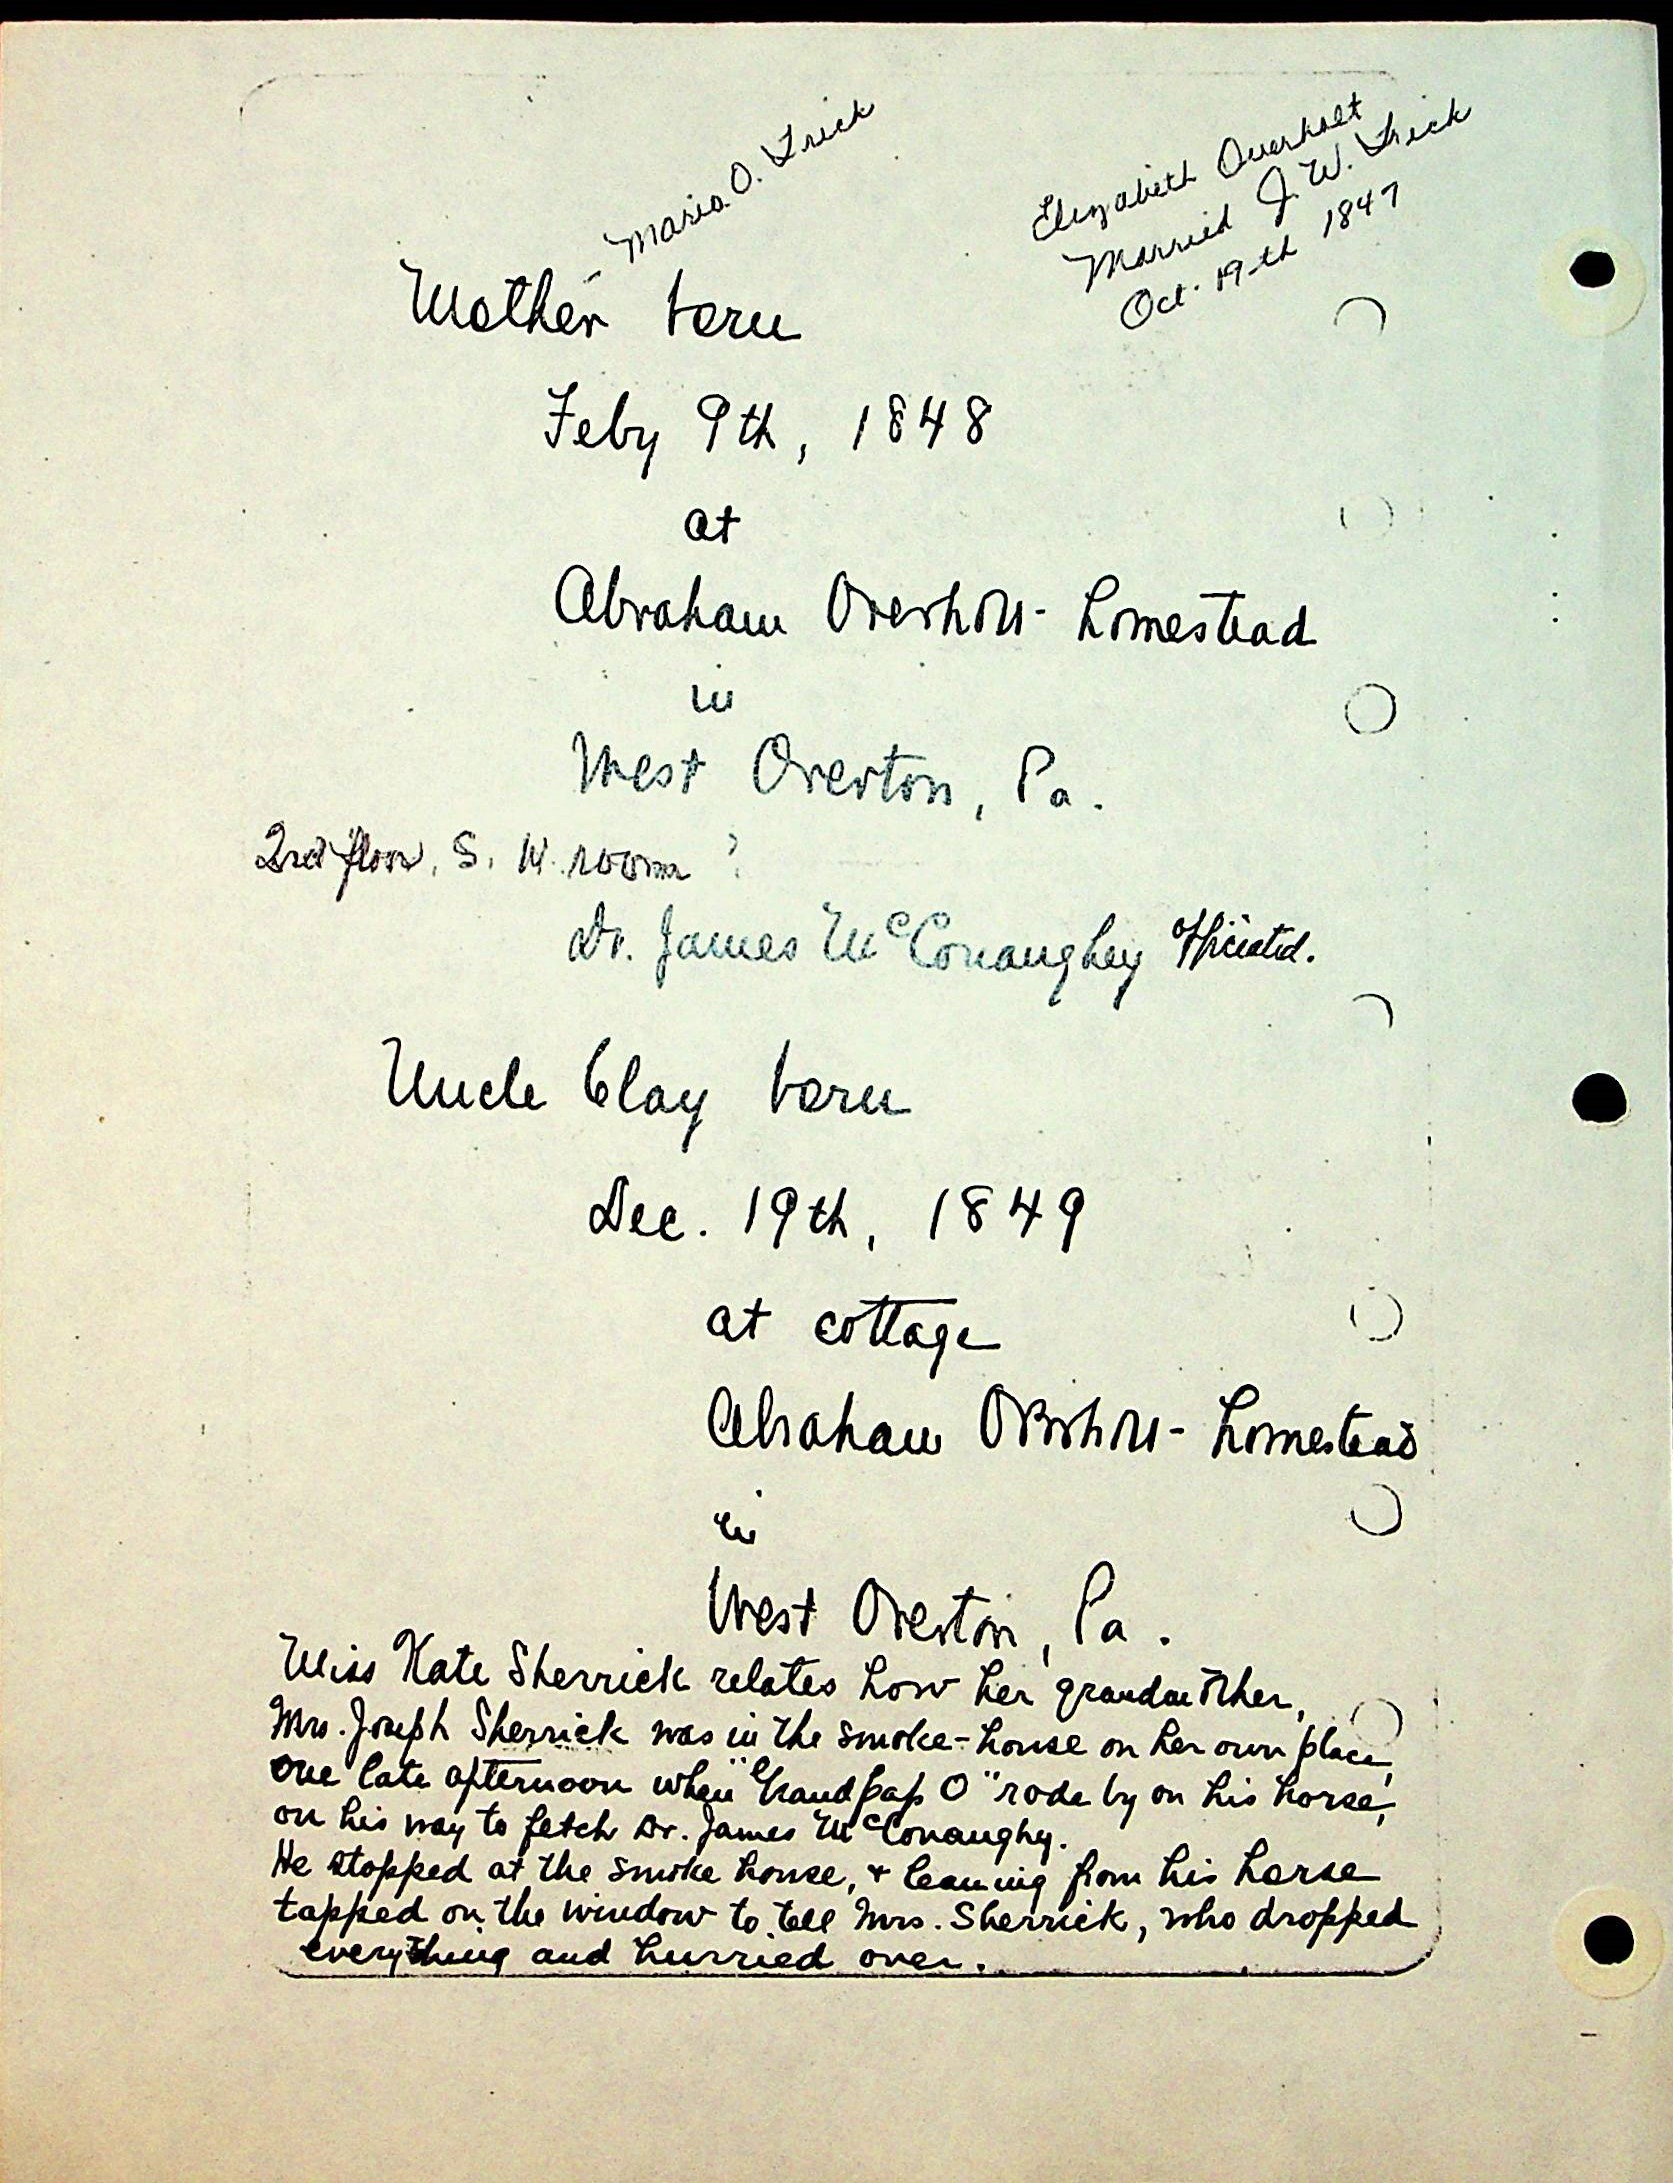 Maria O. Frick
Elizabeth Overholt
Married J. W. Frick
Oct. 19th 1847
Mother born
Feby 9th, 1848
at
Abraham Overholt homestead
in
West Overton, Pa.
2nd floor, S. W. room ?
Dr. James McConaughey Officiated.
Uncle Clay born
Dec. 19th, 1849
at cottage
Abraham Overholt homestead
in
West Overton, Pa.
Miss Kate Sherrick relates how her grandmother,
Mrs. Joseph Sherrick was in the smoke-house on her own place,
one late afternoon when "Grandpap O" rode by on his horse,
on his way to fetch Dr. James McConaughy.
He stopped at the smoke house, + leaning from his horse
tapped on the window to tell Mrs. Sherrick, who dropped
everything and hurried over.